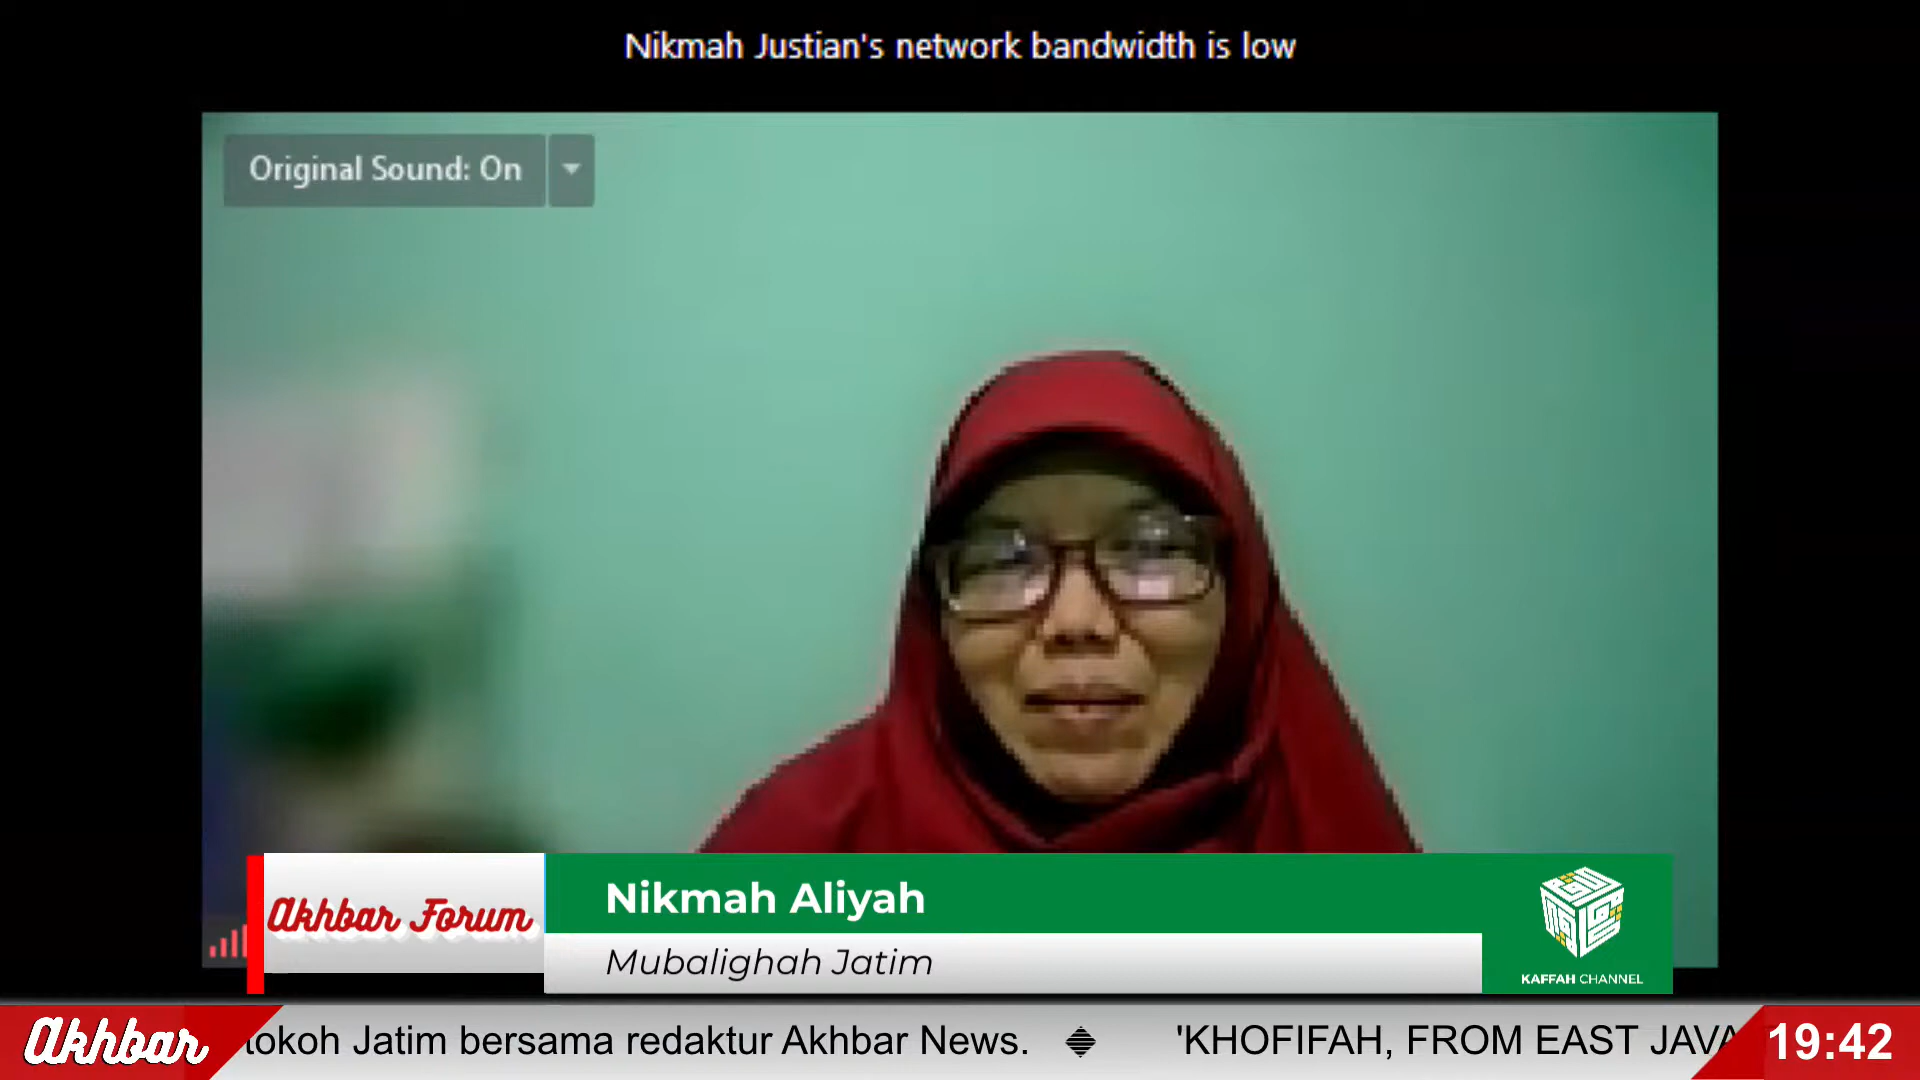 Nikmah Justian's network bandwidth is low
Original Sound: On
Akhbar Forum
Nikmah Aliyah
Mubalighah Jatim
KAFFAH CHANNEL
Akhbar
tokoh Jatim bersama redaktur Akhbar News.
'KHOFIFAH, FROM EAST JAVA
19:42